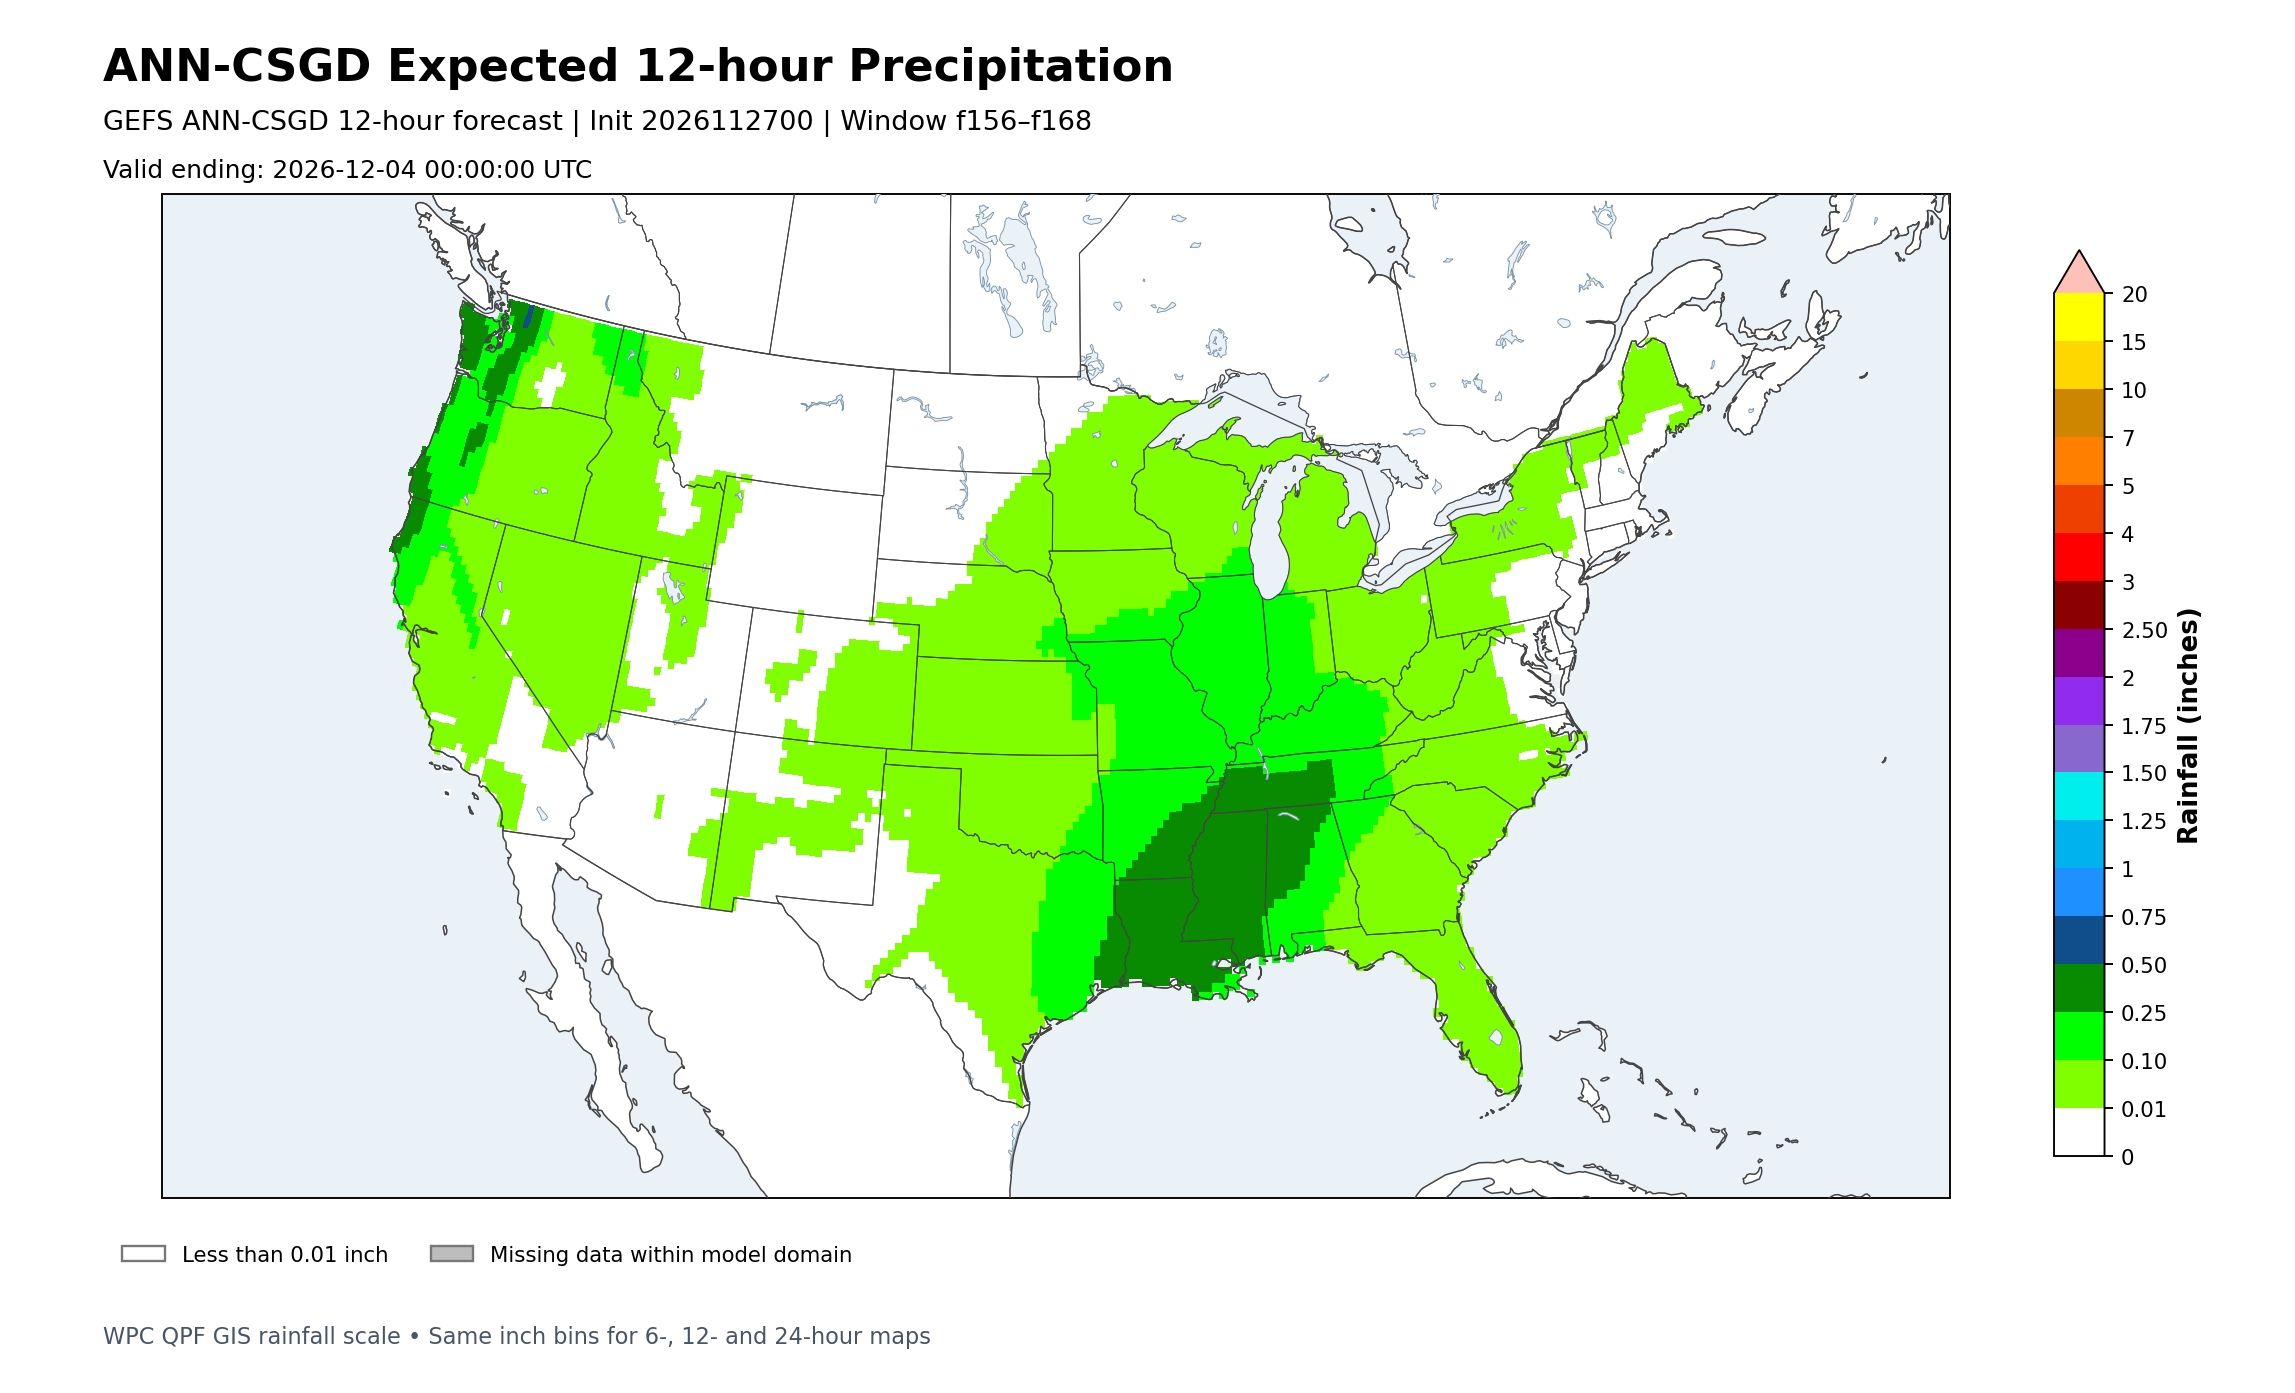 ANN-CSGD Expected 12-hour Precipitation
GEFS ANN-CSGD 12-hour forecast | Init 2026112700 | Window f156–f168
Valid ending: 2026-12-04 00:00:00 UTC
20
15
10
7
5
4
3
2.50
2
1.75
1.50
1.25
1
0.75
0.50
0.25
0.10
0.01
0
Rainfall (inches)
Less than 0.01 inch
Missing data within model domain
WPC QPF GIS rainfall scale • Same inch bins for 6-, 12- and 24-hour maps